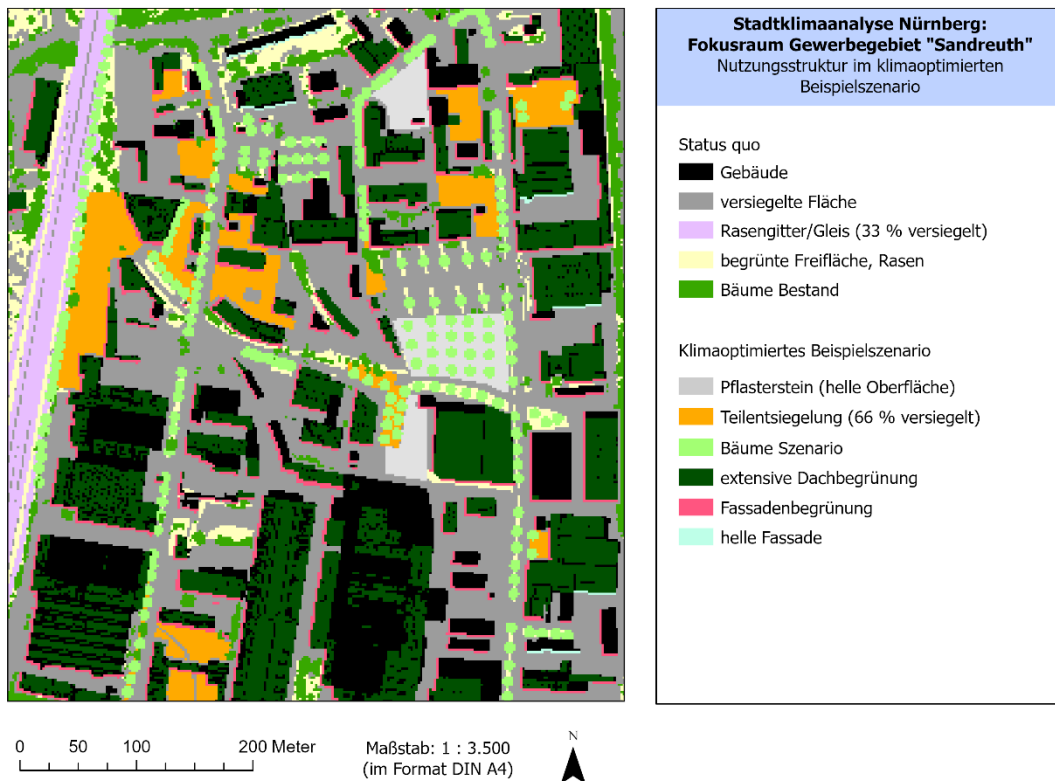 Stadtklimaanalyse Nürnberg:
Fokusraum Gewerbegebiet "Sandreuth"
Nutzungsstruktur im klimaoptimierten
Beispielszenario
Status quo
Gebäude
versiegelte Fläche
Rasengitter/Gleis (33 % versiegelt)
begrünte Freifläche, Rasen
Bäume Bestand
Klimaoptimiertes Beispielszenario
Pflasterstein (helle Oberfläche)
Teilentsiegelung (66 % versiegelt)
Bäume Szenario
extensive Dachbegrünung
Fassadenbegrünung
helle Fassade
0 50 100 200 Meter
Maßstab: 1 : 3.500
(im Format DIN A4)
N